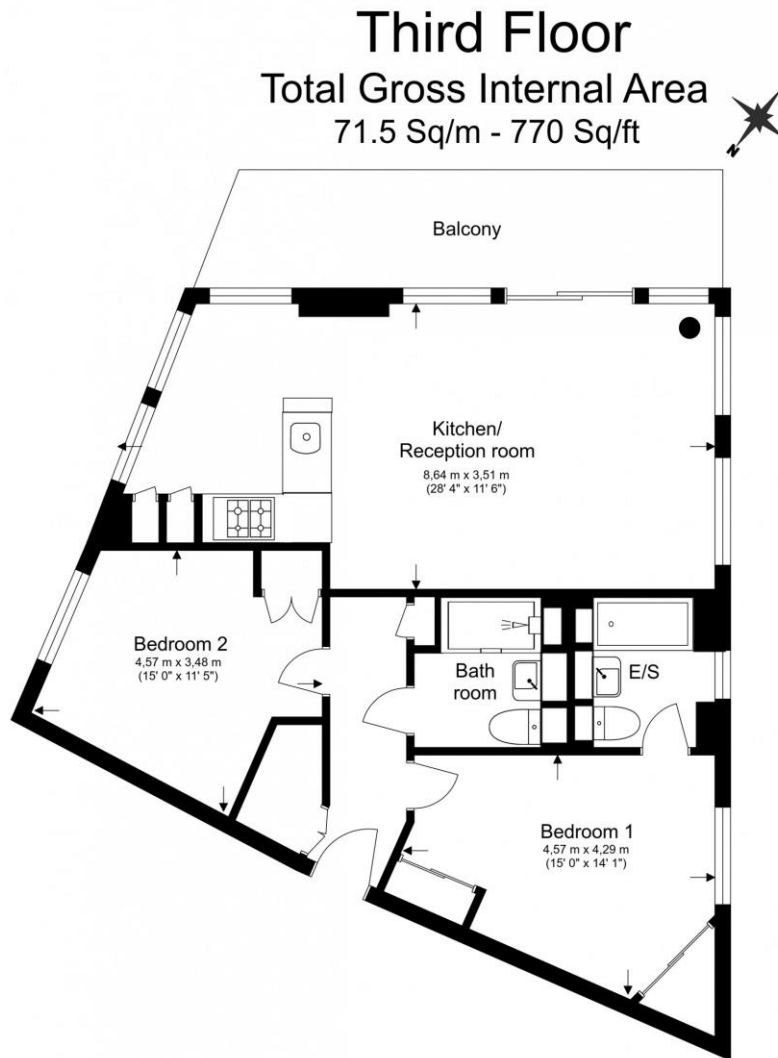 Third Floor
Total Gross Internal Area
71.5 Sq/m - 770 Sq/ft
N
Balcony
Kitchen/
Reception room
8,64 m x 3,51 m
(28' 4" x 11' 6")
Bedroom 2
4,57 m x 3,48 m
(15' 0" x 11' 5")
Bath
room
E/S
Bedroom 1
4,57 m x 4,29 m
(15' 0" x 14' 1")